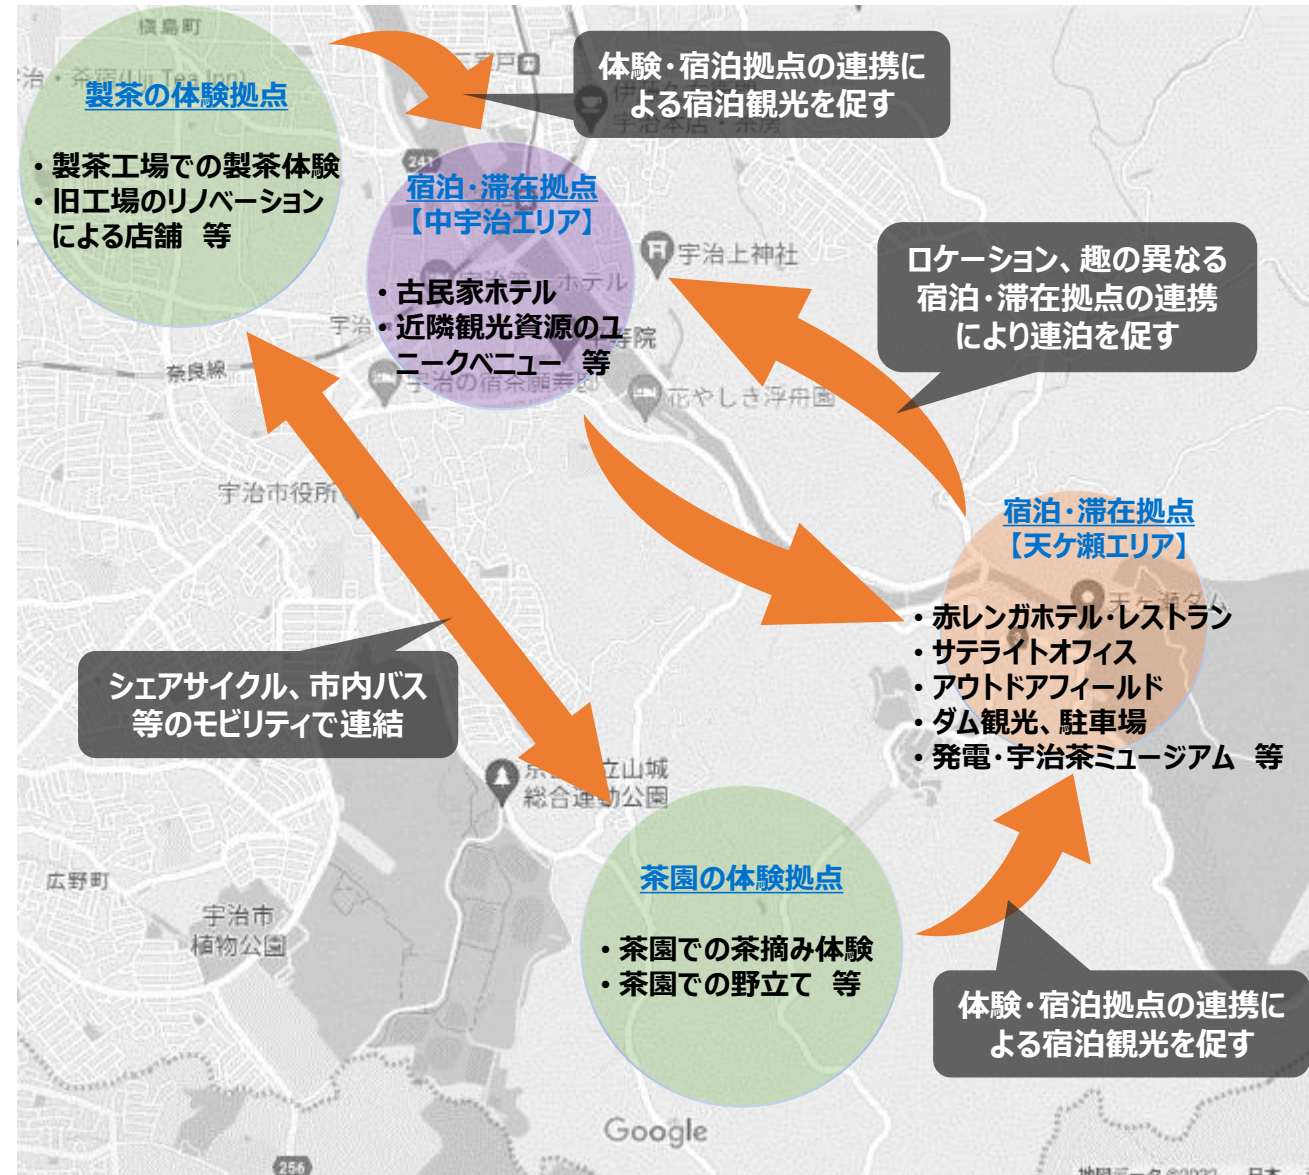 槇島町
製茶の体験拠点
・製茶工場での製茶体験
・旧工場のリノベーション
による店舗 等
体験・宿泊拠点の連携に
よる宿泊観光を促す
241
宿泊・滞在拠点
【中宇治エリア】
・古民家ホテル
・近隣観光資源のユ
ニークベニュー 等
宇治上神社
ロケーション、趣の異なる
宿泊・滞在拠点の連携
により連泊を促す
奈良線
花やしき浮舟園
宇治市役所
宿泊・滞在拠点
【天ケ瀬エリア】
天ヶ瀬ダム
・赤レンガホテル・レストラン
・サテライトオフィス
・アウトドアフィールド
・ダム観光、駐車場
・発電・宇治茶ミュージアム 等
シェアサイクル、市内バス
等のモビリティで連結
立山城
総合運動公園
広野町
宇治市
植物公園
茶園の体験拠点
・茶園での茶摘み体験
・茶園での野立て 等
体験・宿泊拠点の連携に
よる宿泊観光を促す
Google
256